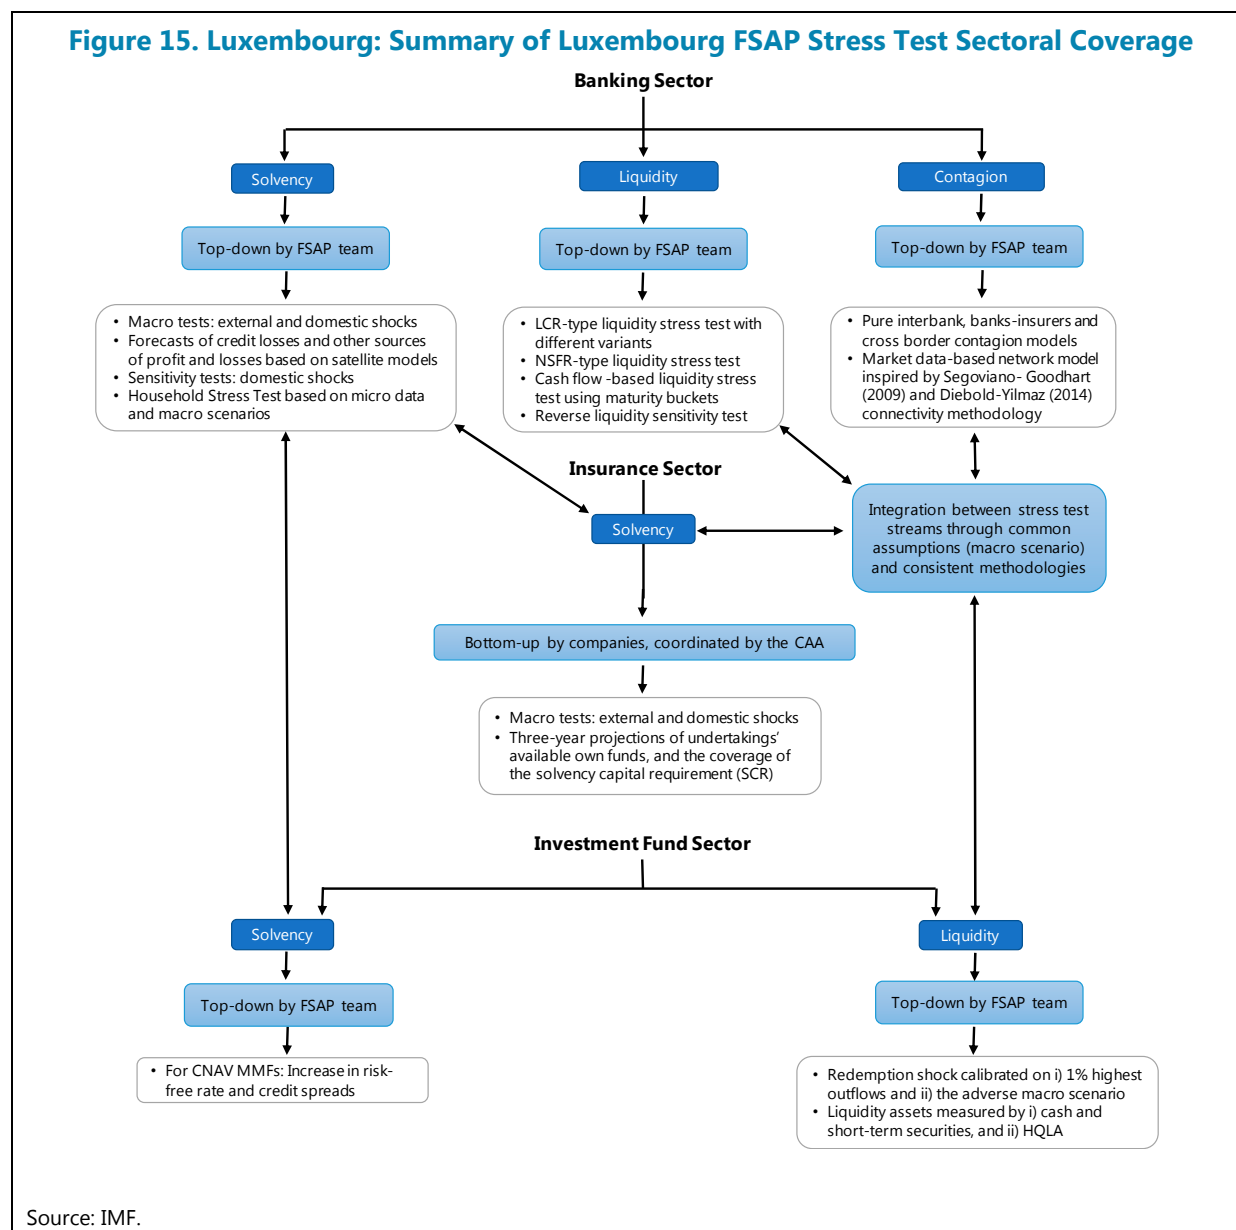 Figure 15. Luxembourg: Summary of Luxembourg FSAP Stress Test Sectoral Coverage
Banking Sector
Solvency
Liquidity
Contagion
Top-down by FSAP team
Top-down by FSAP team
Top-down by FSAP team
• Macro tests: external and domestic shocks
• Forecasts of credit losses and other sources
of profit and losses based on satellite models
• Sensitivity tests: domestic shocks
• Household Stress Test based on micro data
and macro scenarios
• LCR-type liquidity stress test with
different variants
• NSFR-type liquidity stress test
• Cash flow -based liquidity stress
test using maturity buckets
• Reverse liquidity sensitivity test
• Pure interbank, banks-insurers and
cross border contagion models
• Market data-based network model
inspired by Segoviano- Goodhart
(2009) and Diebold-Yilmaz (2014)
connectivity methodology
Insurance Sector
Solvency
Integration between stress test
streams through common
assumptions (macro scenario)
and consistent methodologies
Bottom-up by companies, coordinated by the CAA
• Macro tests: external and domestic shocks
• Three-year projections of undertakings’
available own funds, and the coverage of
the solvency capital requirement (SCR)
Investment Fund Sector
Solvency
Liquidity
Top-down by FSAP team
Top-down by FSAP team
• For CNAV MMFs: Increase in risk-
free rate and credit spreads
• Redemption shock calibrated on i) 1% highest
outflows and ii) the adverse macro scenario
• Liquidity assets measured by i) cash and
short-term securities, and ii) HQLA
Source: IMF.